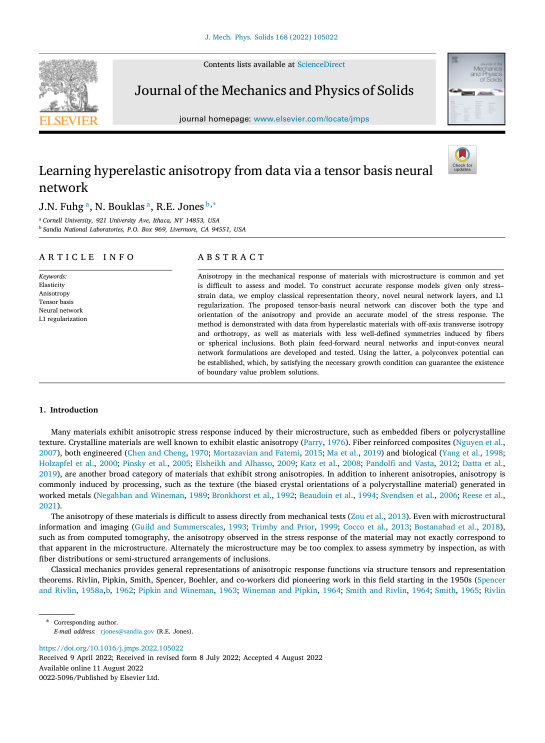 J. Mech. Phys. Solids 168 (2022) 105022
Contents lists available at ScienceDirect
Journal of the Mechanics and Physics of Solids
journal homepage: www.elsevier.com/locate/jmps
ELSEVIER
Check for
updates
Learning hyperelastic anisotropy from data via a tensor basis neural
network
J.N. Fuhg a, N. Bouklas a, R.E. Jones b,*
a Cornell University, 921 University Ave, Ithaca, NY 14853, USA
b Sandia National Laboratories, P.O. Box 969, Livermore, CA 94551, USA
ARTICLE INFO
Keywords:
Elasticity
Anisotropy
Tensor basis
Neural network
L1 regularization
ABSTRACT
Anisotropy in the mechanical response of materials with microstructure is common and yet
is difficult to assess and model. To construct accurate response models given only stress–
strain data, we employ classical representation theory, novel neural network layers, and L1
regularization. The proposed tensor-basis neural network can discover both the type and
orientation of the anisotropy and provide an accurate model of the stress response. The
method is demonstrated with data from hyperelastic materials with off-axis transverse isotropy
and orthotropy, as well as materials with less well-defined symmetries induced by fibers
or spherical inclusions. Both plain feed-forward neural networks and input-convex neural
network formulations are developed and tested. Using the latter, a polyconvex potential can
be established, which, by satisfying the necessary growth condition can guarantee the existence
of boundary value problem solutions.
1. Introduction
Many materials exhibit anisotropic stress response induced by their microstructure, such as embedded fibers or polycrystalline
texture. Crystalline materials are well known to exhibit elastic anisotropy (Parry, 1976). Fiber reinforced composites (Nguyen et al.,
2007), both engineered (Chen and Cheng, 1970; Mortazavian and Fatemi, 2015; Ma et al., 2019) and biological (Yang et al., 1998;
Holzapfel et al., 2000; Pinsky et al., 2005; Elsheikh and Alhasso, 2009; Katz et al., 2008; Pandolfi and Vasta, 2012; Datta et al.,
2019), are another broad category of materials that exhibit strong anisotropies. In addition to inherent anisotropies, anisotropy is
commonly induced by processing, such as the texture (the biased crystal orientations of a polycrystalline material) generated in
worked metals (Negahban and Wineman, 1989; Bronkhorst et al., 1992; Beaudoin et al., 1994; Svendsen et al., 2006; Reese et al.,
2021).
The anisotropy of these materials is difficult to assess directly from mechanical tests (Zou et al., 2013). Even with microstructural
information and imaging (Guild and Summerscales, 1993; Trimby and Prior, 1999; Cocco et al., 2013; Bostanabad et al., 2018),
such as from computed tomography, the anisotropy observed in the stress response of the material may not exactly correspond to
that apparent in the microstructure. Alternately the microstructure may be too complex to assess symmetry by inspection, as with
fiber distributions or semi-structured arrangements of inclusions.
Classical mechanics provides general representations of anisotropic response functions via structure tensors and representation
theorems. Rivlin, Pipkin, Smith, Spencer, Boehler, and co-workers did pioneering work in this field starting in the 1950s (Spencer
and Rivlin, 1958a,b, 1962; Pipkin and Wineman, 1963; Wineman and Pipkin, 1964; Smith and Rivlin, 1964; Smith, 1965; Rivlin
* Corresponding author.
E-mail address: rjones@sandia.gov (R.E. Jones).
https://doi.org/10.1016/j.jmps.2022.105022
Received 9 April 2022; Received in revised form 8 July 2022; Accepted 4 August 2022
Available online 11 August 2022
0022-5096/Published by Elsevier Ltd.